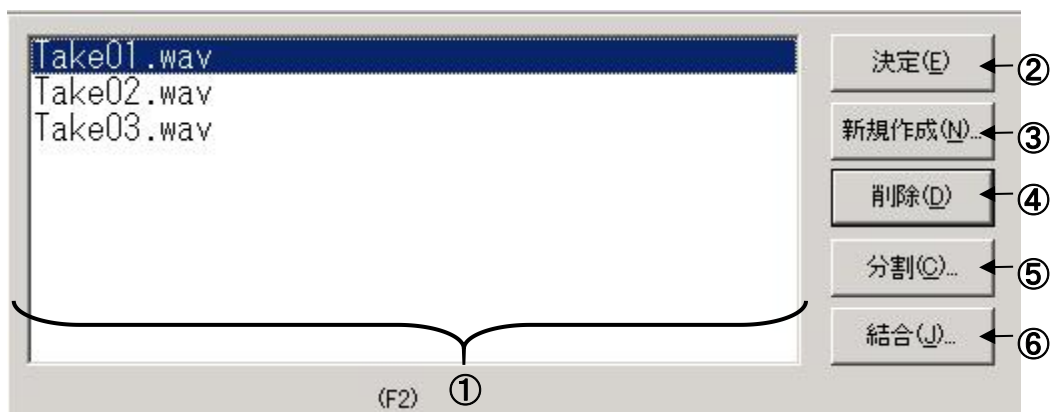 Take01.wav
Take02.wav
Take03.wav
決定(E)
②
新規作成(N)...
③
削除(D)
④
分割(C)...
⑤
結合(J)...
⑥
(F2)
①